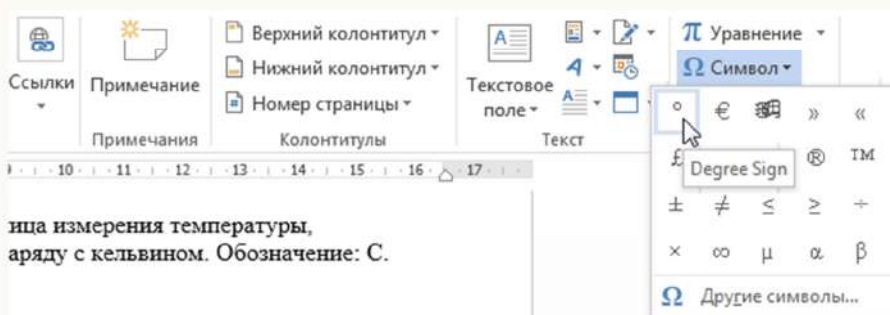 Ссылки
Примечание
Примечания
Верхний колонтитул
Нижний колонтитул
Номер страницы
Колонтитулы
A
Текстовое
поле
A
A
Текст
π Уравнение
Ω Символ
° € » «
£ ® ™
Degree Sign
± ≠ ≤ ≥ ÷
× ∞ µ α β
Ω Другие символы...
10 11 12 13 14 15 16 17
ица измерения температуры,
аряду с кельвином. Обозначение: С.